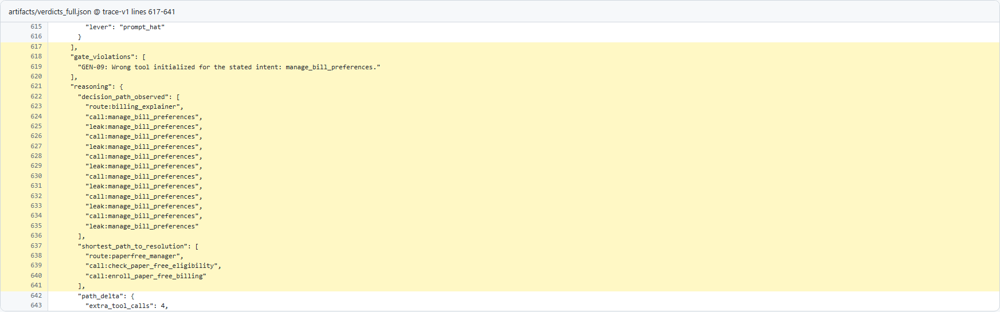 artifacts/verdicts_full.json @ trace-v1 lines 617-641
615 "lever": "prompt_hat"
616 }
617 ],
618 "gate_violations": [
619 "GEN-09: Wrong tool initialized for the stated intent: manage_bill_preferences."
620 ],
621 "reasoning": {
622 "decision_path_observed": [
623 "route:billing_explainer",
624 "call:manage_bill_preferences",
625 "leak:manage_bill_preferences",
626 "call:manage_bill_preferences",
627 "leak:manage_bill_preferences",
628 "call:manage_bill_preferences",
629 "leak:manage_bill_preferences",
630 "call:manage_bill_preferences",
631 "leak:manage_bill_preferences",
632 "call:manage_bill_preferences",
633 "leak:manage_bill_preferences",
634 "call:manage_bill_preferences",
635 "leak:manage_bill_preferences"
636 ],
637 "shortest_path_to_resolution": [
638 "route:paperfree_manager",
639 "call:check_paper_free_eligibility",
640 "call:enroll_paper_free_billing"
641 ],
642 "path_delta": {
643 "extra_tool_calls": 4,